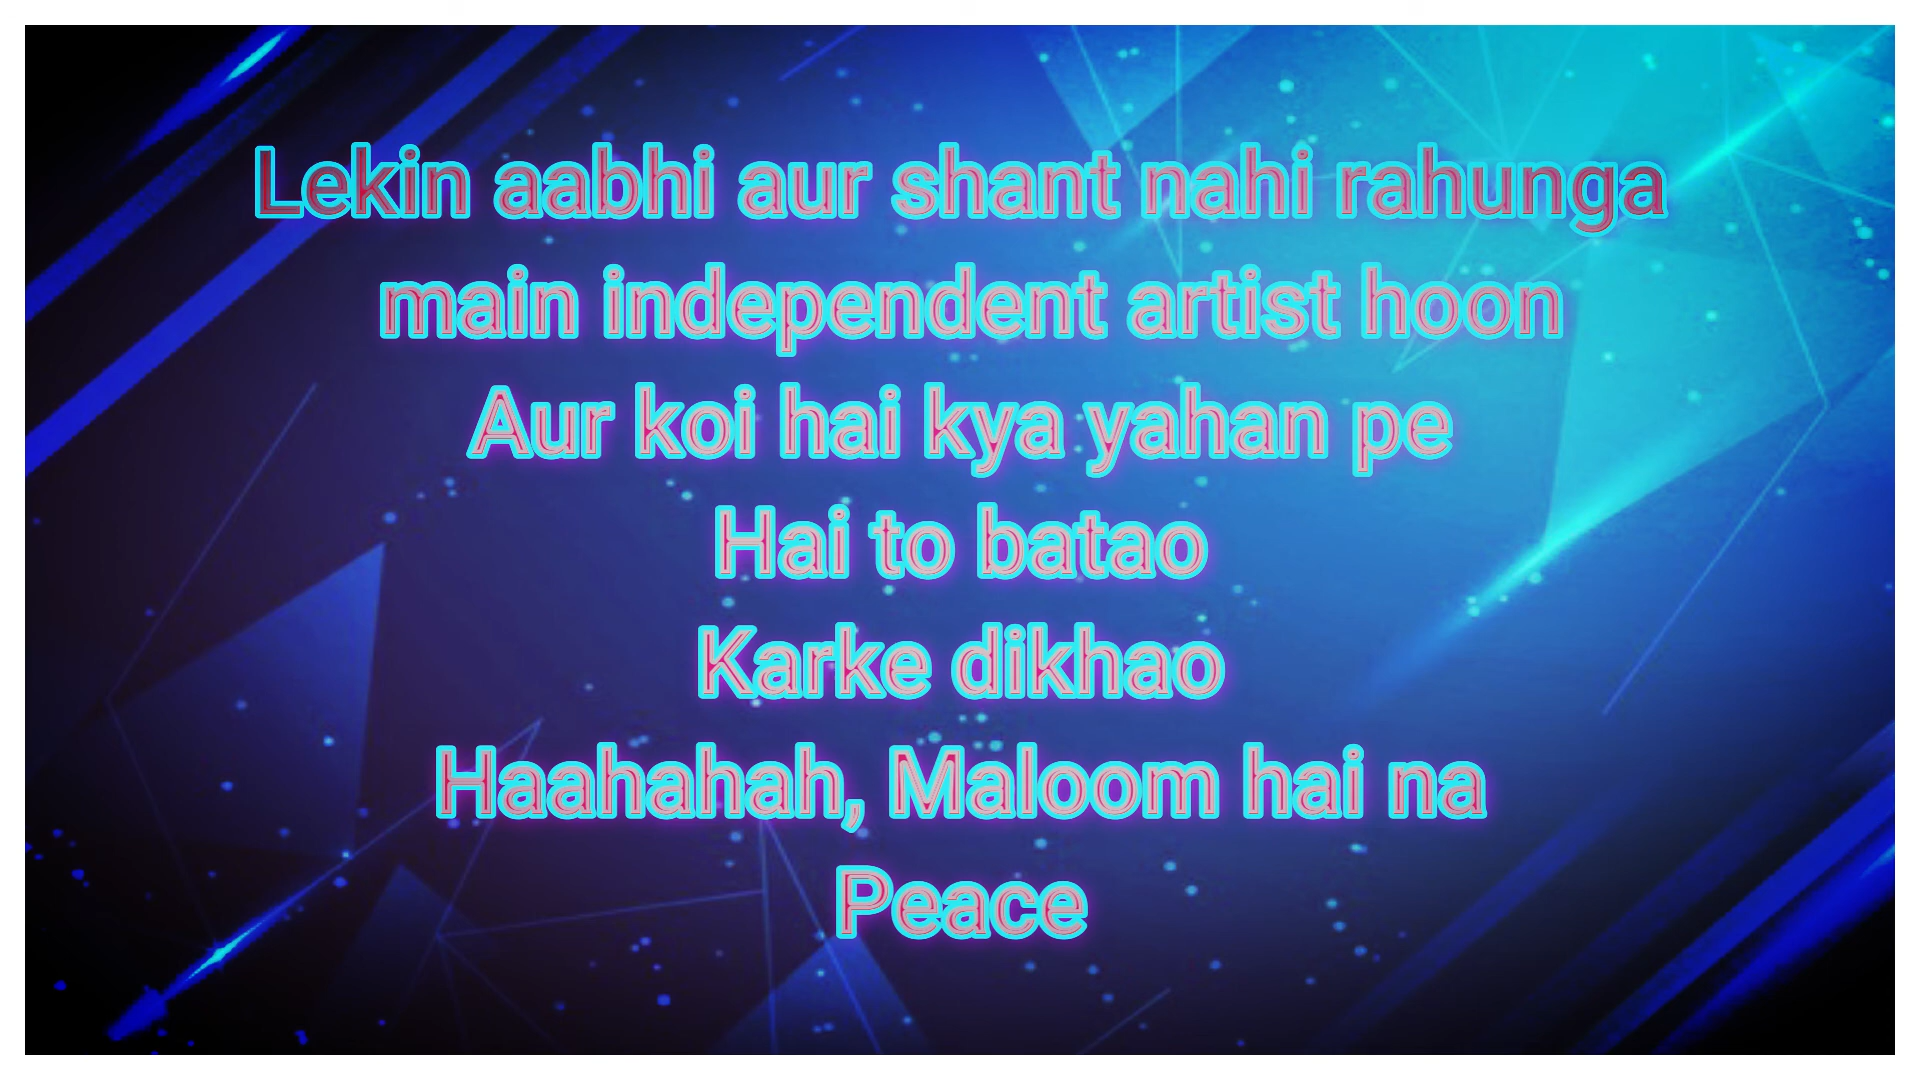 Lekin aabhi aur shant nahi rahunga
main independent artist hoon
Aur koi hai kya yahan pe
Hai to batao
Karke dikhao
Haahahah, Maloom hai na
Peace